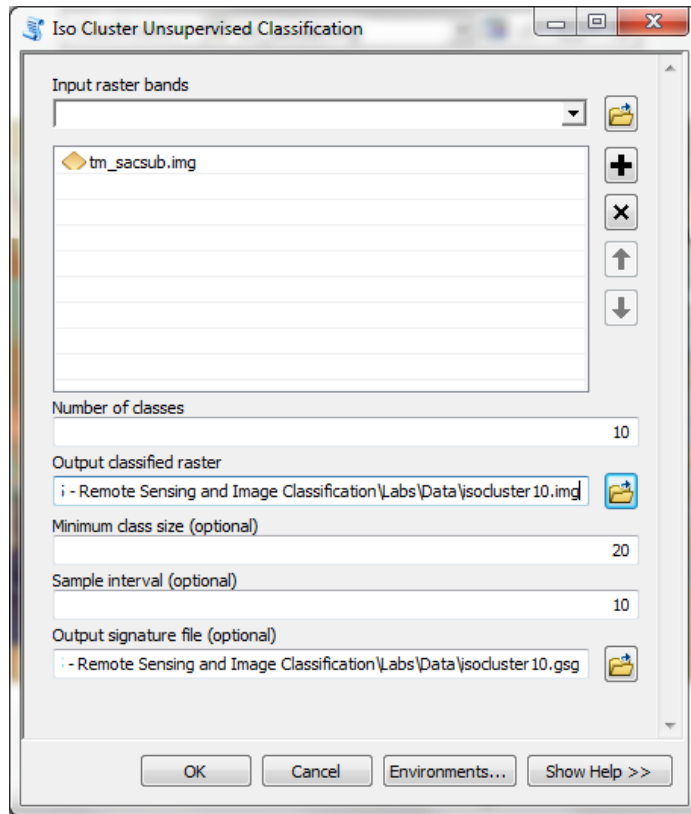 Iso Cluster Unsupervised Classification
Input raster bands
tm_sacsub.img
Number of classes
10
Output classified raster
- Remote Sensing and Image Classification\Labs\Data\isocluster10.img
Minimum class size (optional)
20
Sample interval (optional)
10
Output signature file (optional)
- Remote Sensing and Image Classification\Labs\Data\isocluster10.gsg
OK
Cancel
Environments...
Show Help >>